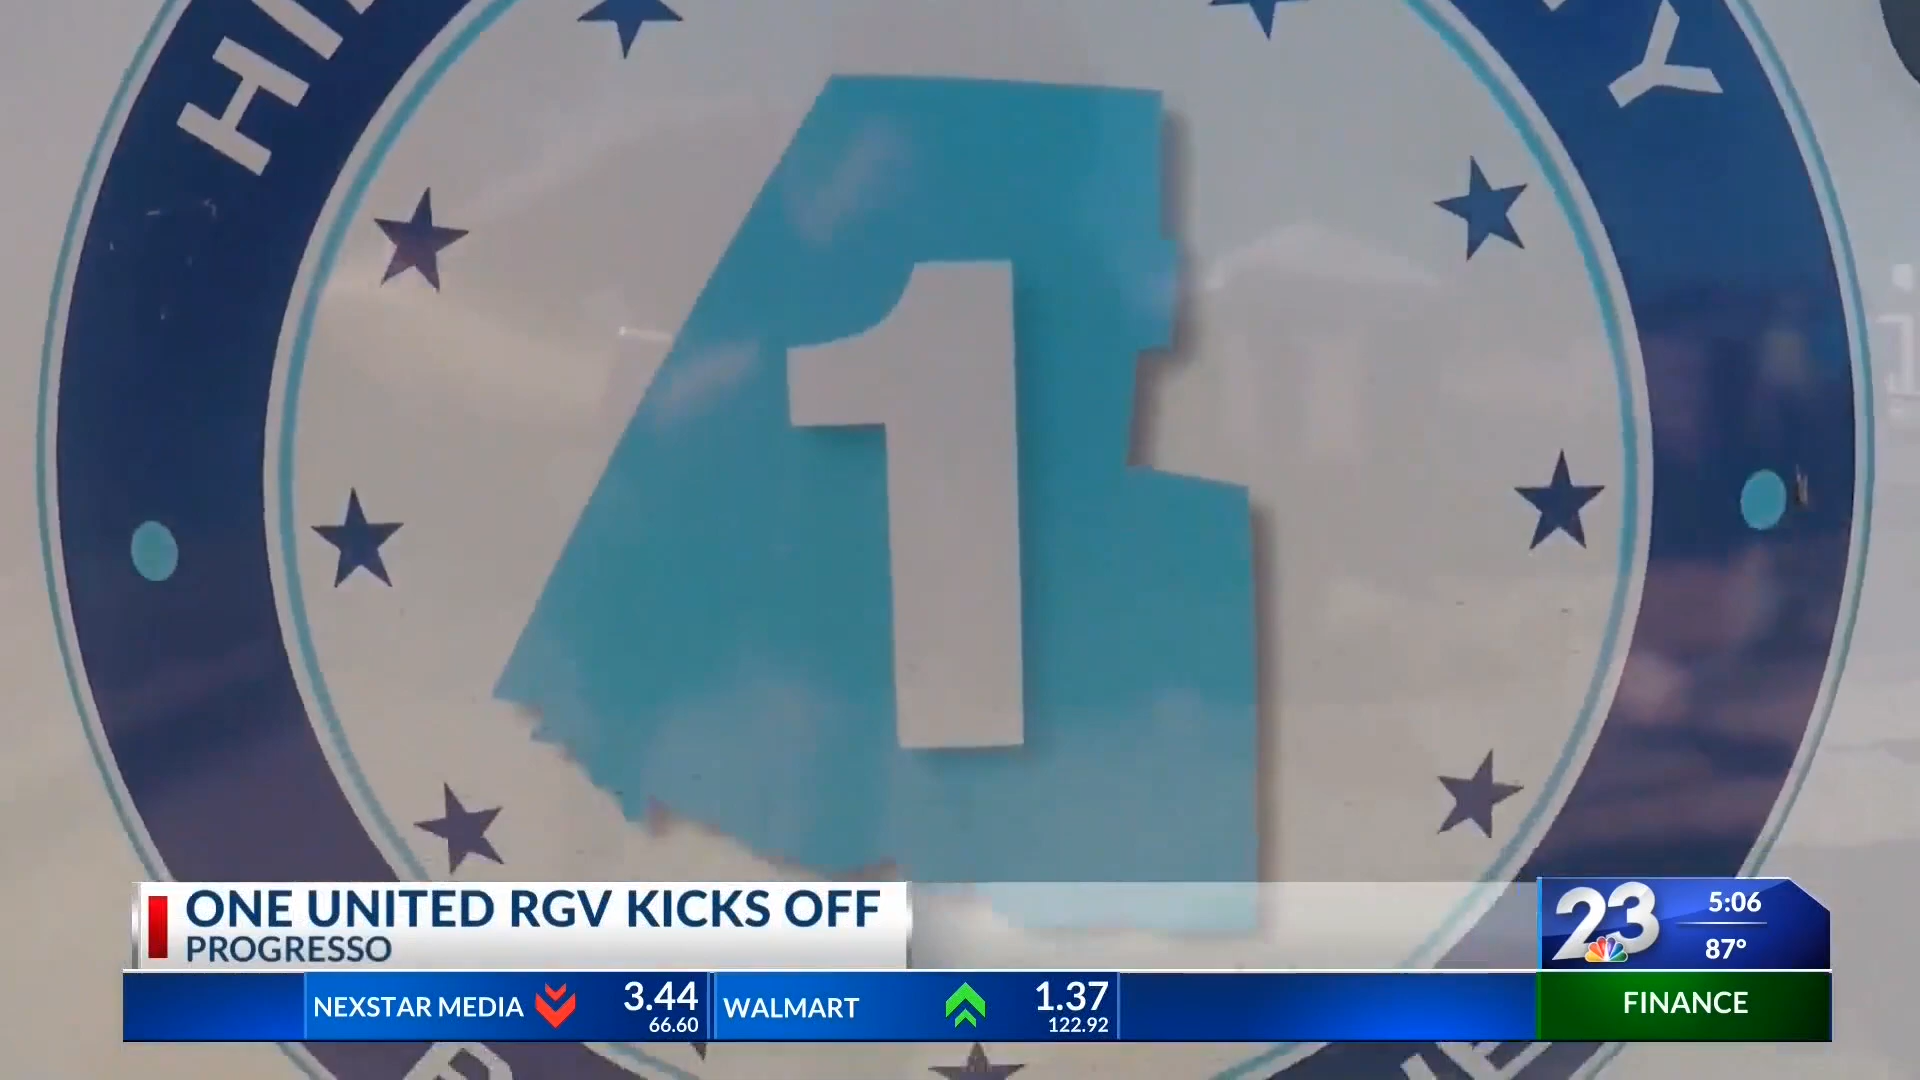 HI
Y
1
ONE UNITED RGV KICKS OFF
PROGRESSO
23
5:06
87°
NEXSTAR MEDIA 3.44
66.60
WALMART 1.37
122.92
FINANCE